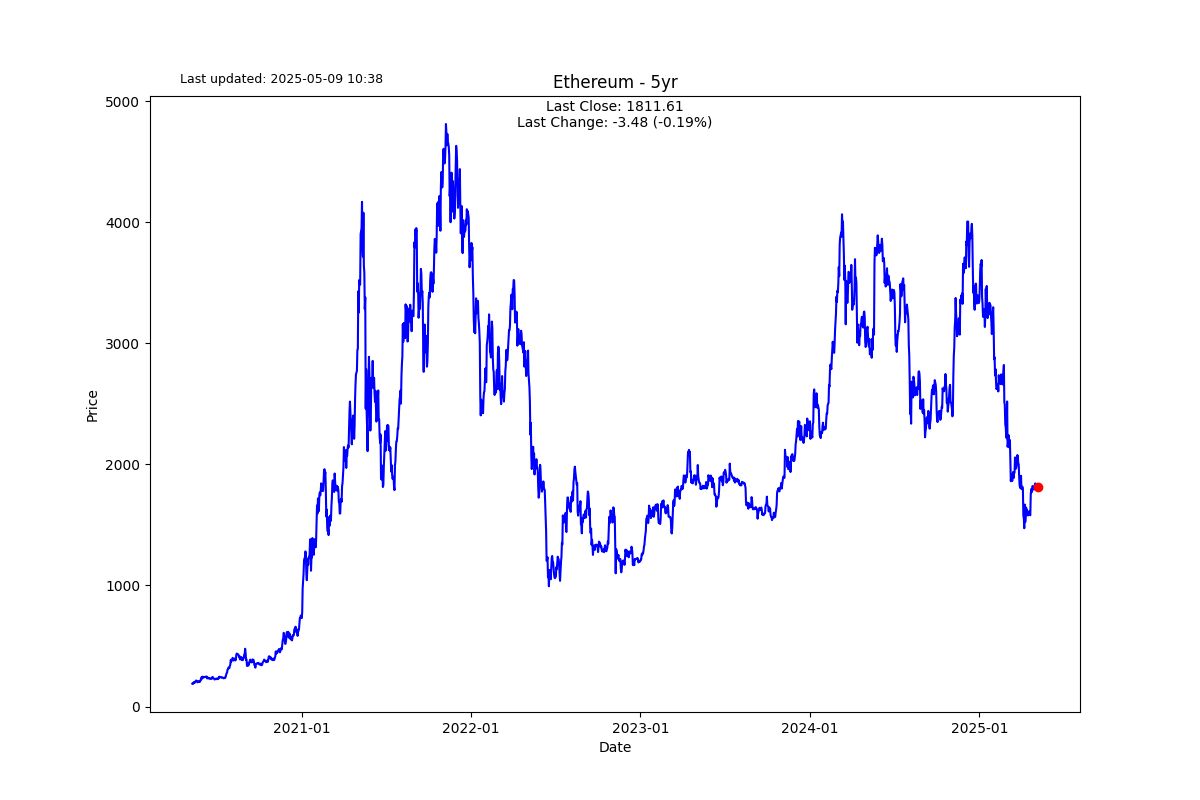 Last updated: 2025-05-09 10:38
Ethereum - 5yr
Last Close: 1811.61
Last Change: -3.48 (-0.19%)
5000
4000
3000
2000
1000
0
Price
2021-01
2022-01
2023-01
2024-01
2025-01
Date